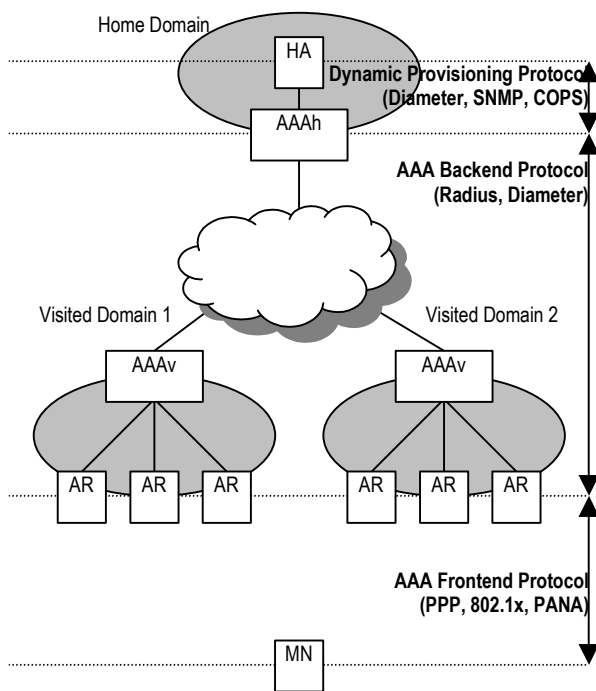 Home Domain
HA
Dynamic Provisioning Protocol
(Diameter, SNMP, COPS)
AAAh
AAA Backend Protocol
(Radius, Diameter)
Visited Domain 1
Visited Domain 2
AAAv
AAAv
AR
AR
AR
AR
AR
AR
AAA Frontend Protocol
(PPP, 802.1x, PANA)
MN